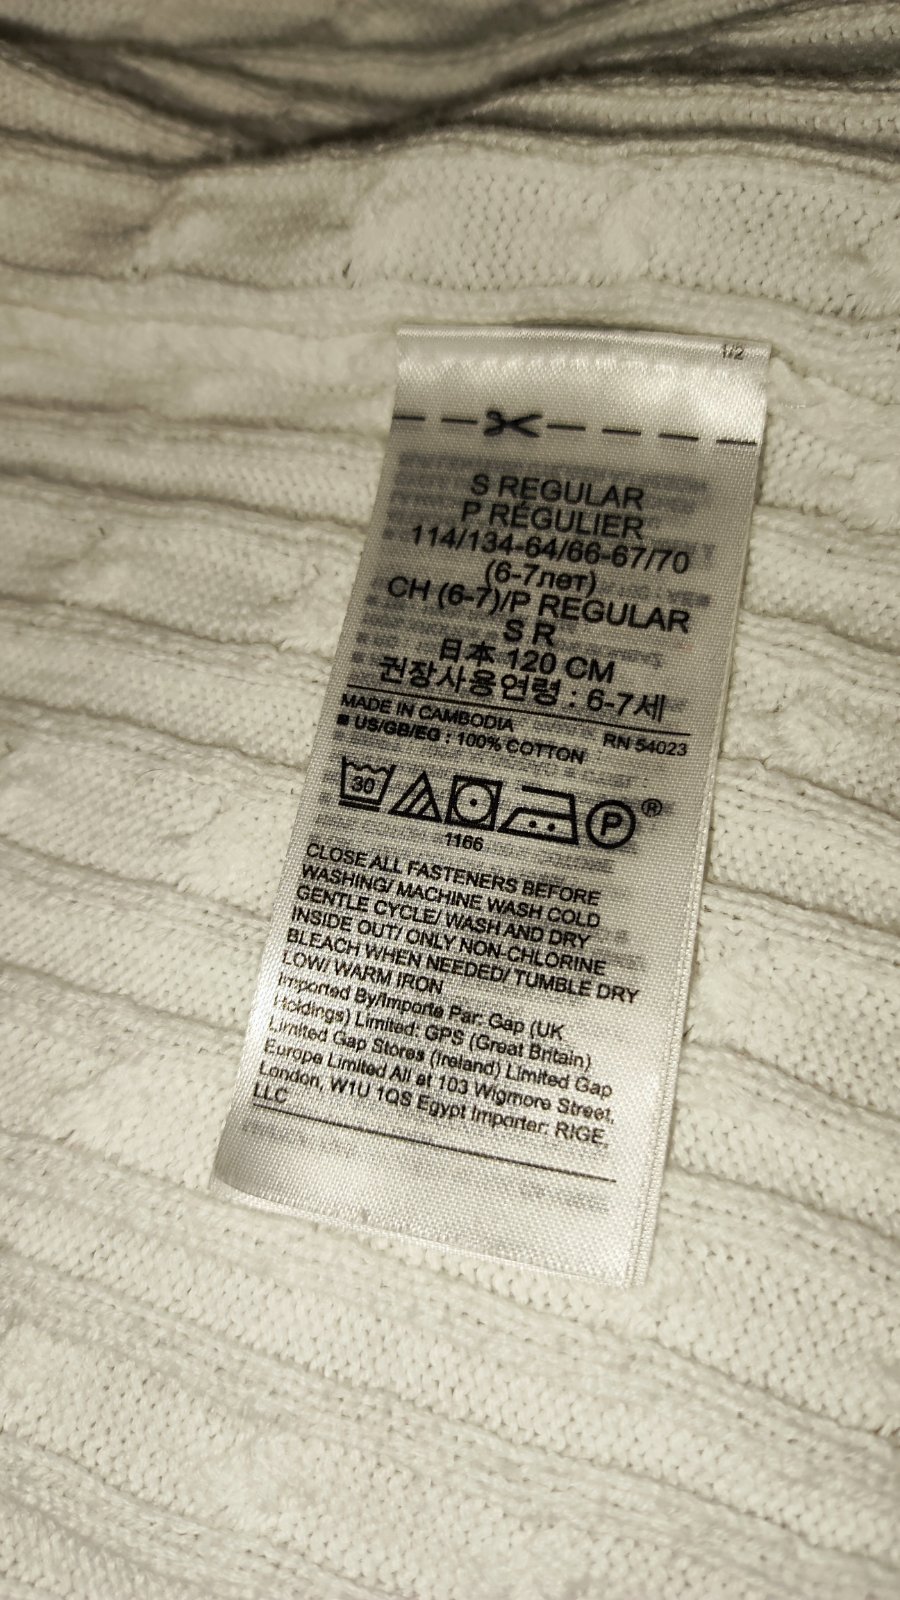 1/2
S REGULAR
P RÉGULIER
114/134-64/66-67/70
(6-7лет)
CH (6-7)/P REGULAR
S R
日本 120 CM
권장사용연령 : 6-7세
MADE IN CAMBODIA
RN 54023
■ US/GB/EG : 100% COTTON
30
P ®
1166
CLOSE ALL FASTENERS BEFORE
WASHING/ MACHINE WASH COLD
GENTLE CYCLE/ WASH AND DRY
INSIDE OUT/ ONLY NON-CHLORINE
BLEACH WHEN NEEDED/ TUMBLE DRY
LOW/ WARM IRON
Imported By/Importe Par: Gap (UK
Holdings) Limited: GPS (Great Britain)
Limited Gap Stores (Ireland) Limited Gap
Europe Limited All at 103 Wigmore Street,
London, W1U 1QS Egypt Importer: RIGE,
LLC